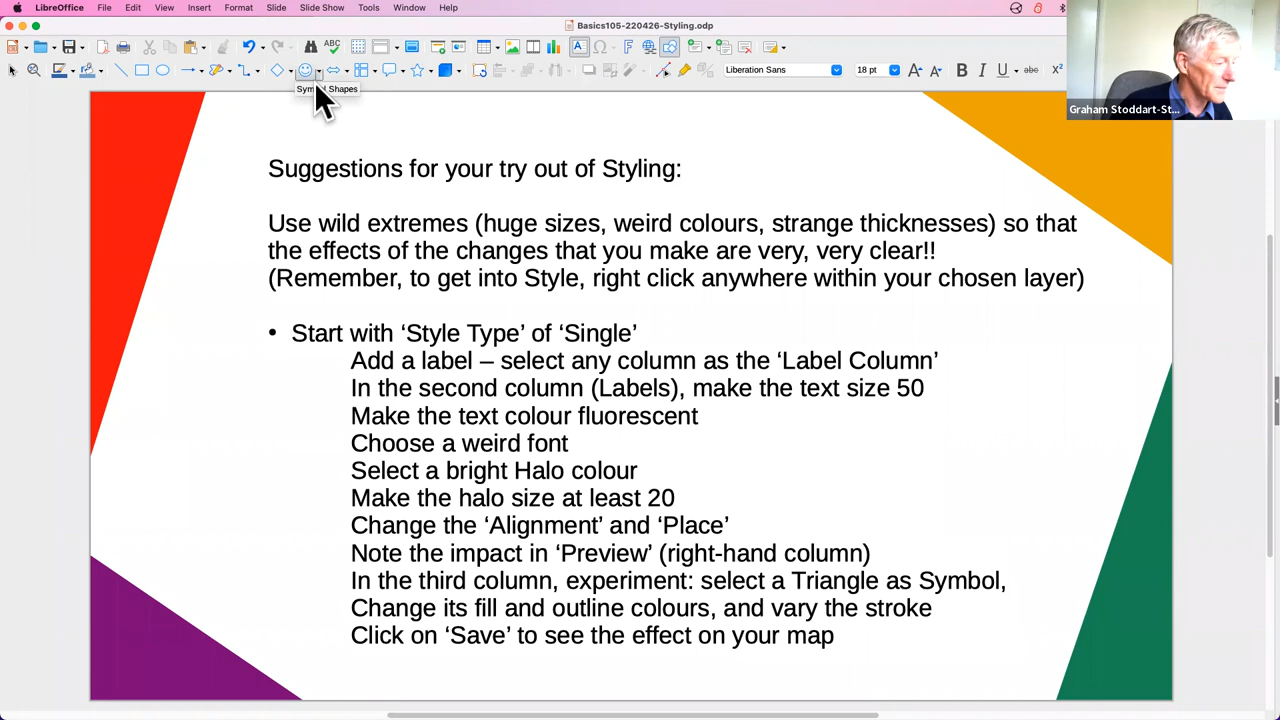 LibreOffice File Edit View Insert Format Slide Slide Show Tools Window Help
Basics105-220426-Styling.odp
Liberation Sans 18 pt
Graham Stoddart-St...
Suggestions for your try out of Styling:
Use wild extremes (huge sizes, weird colours, strange thicknesses) so that
the effects of the changes that you make are very, very clear!!
(Remember, to get into Style, right click anywhere within your chosen layer)
• Start with ‘Style Type’ of ‘Single’
Add a label – select any column as the ‘Label Column’
In the second column (Labels), make the text size 50
Make the text colour fluorescent
Choose a weird font
Select a bright Halo colour
Make the halo size at least 20
Change the ‘Alignment’ and ‘Place’
Note the impact in ‘Preview’ (right-hand column)
In the third column, experiment: select a Triangle as Symbol,
Change its fill and outline colours, and vary the stroke
Click on ‘Save’ to see the effect on your map